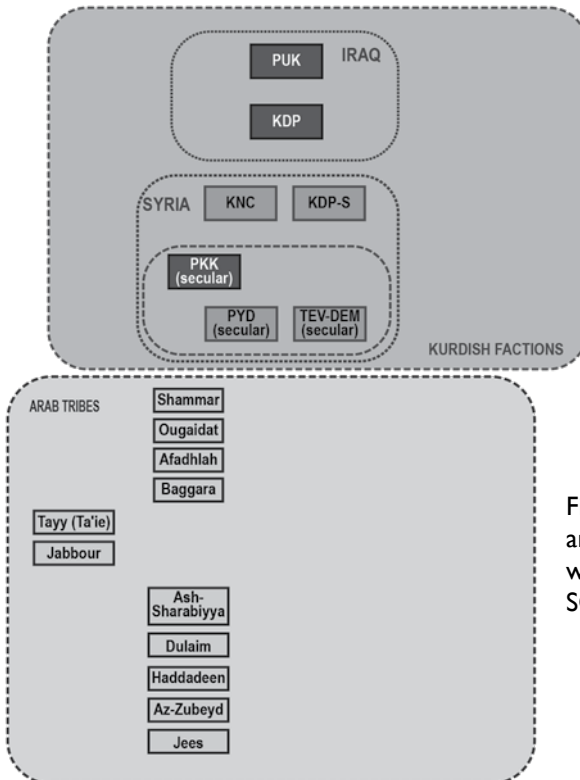 PUK
IRAQ
KDP
SYRIA
KNC
KDP-S
PKK
(secular)
PYD
(secular)
TEV-DEM
(secular)
KURDISH FACTIONS
ARAB TRIBES
Shammar
Ougaidat
Afadhlah
Baggara
Tayy (Ta'ie)
Jabbour
Ash-
Sharabiyya
Dulaim
Haddadeen
Az-Zubeyd
Jees